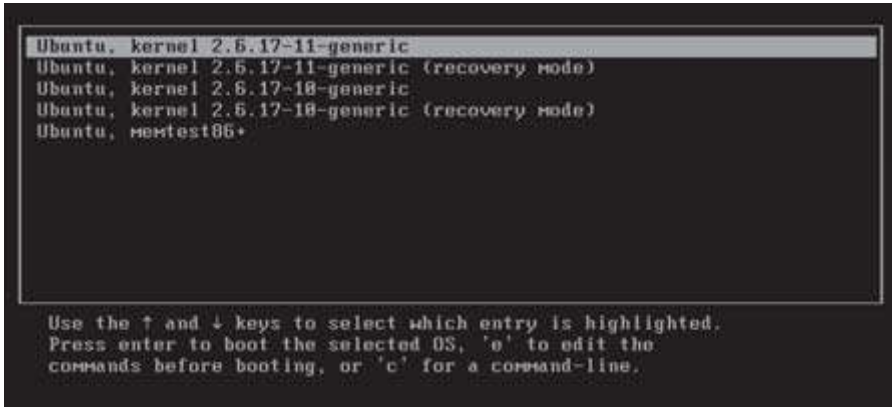 Ubuntu, kernel 2.6.17-11-generic
Ubuntu, kernel 2.6.17-11-generic (recovery mode)
Ubuntu, kernel 2.6.17-10-generic
Ubuntu, kernel 2.6.17-10-generic (recovery mode)
Ubuntu, memtest86+
Use the ↑ and ↓ keys to select which entry is highlighted.
Press enter to boot the selected OS, 'e' to edit the
commands before booting, or 'c' for a command-line.